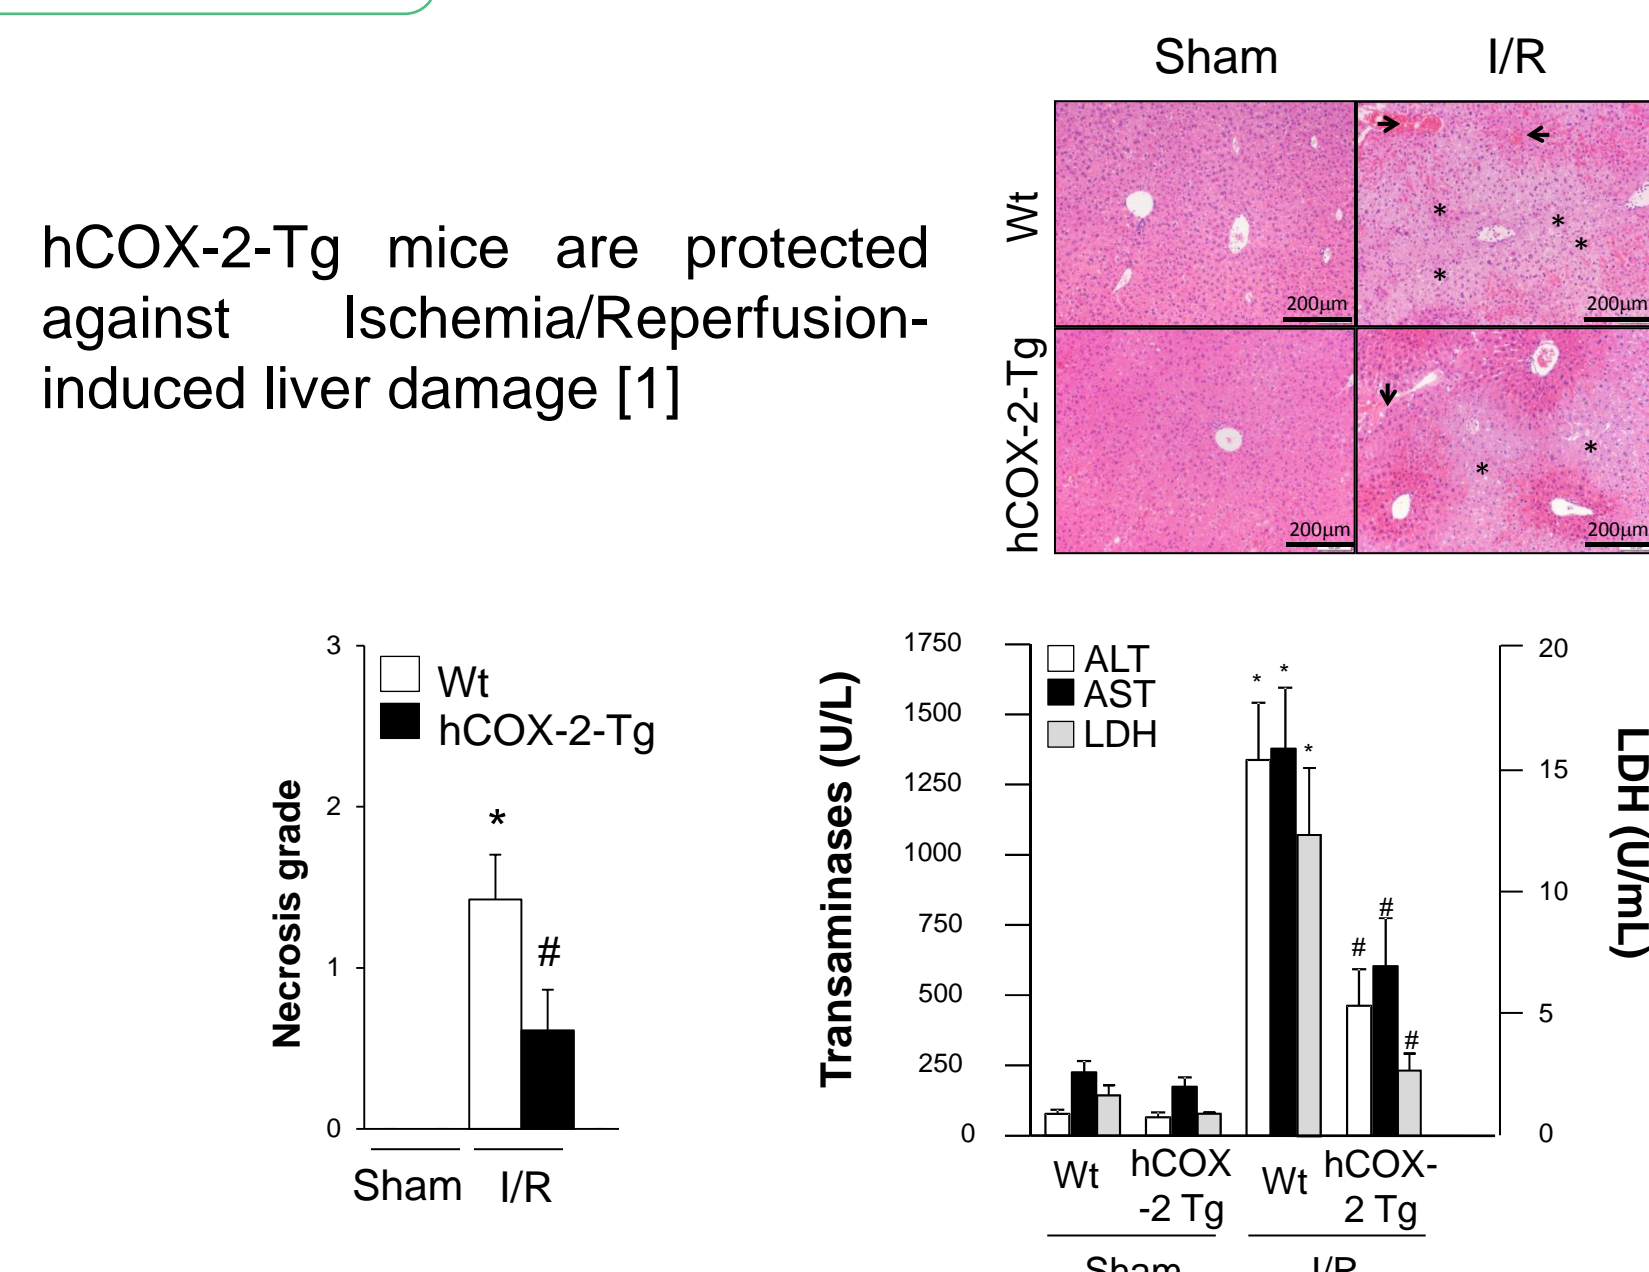 Sham I/R
Wt
hCOX-2-Tg
200µm
200µm
200µm
200µm
* * * *
* *
hCOX-2-Tg mice are protected
against Ischemia/Reperfusion-
induced liver damage [1]
Necrosis grade
3
2
1
0
Wt
hCOX-2-Tg
*
#
Sham I/R
Transaminases (U/L)
1750
1500
1250
1000
750
500
250
0
ALT
AST
LDH
* * *
# # #
20
15
10
5
0
LDH (U/mL)
Wt hCOX Wt hCOX-
-2 Tg 2 Tg
Sham I/R